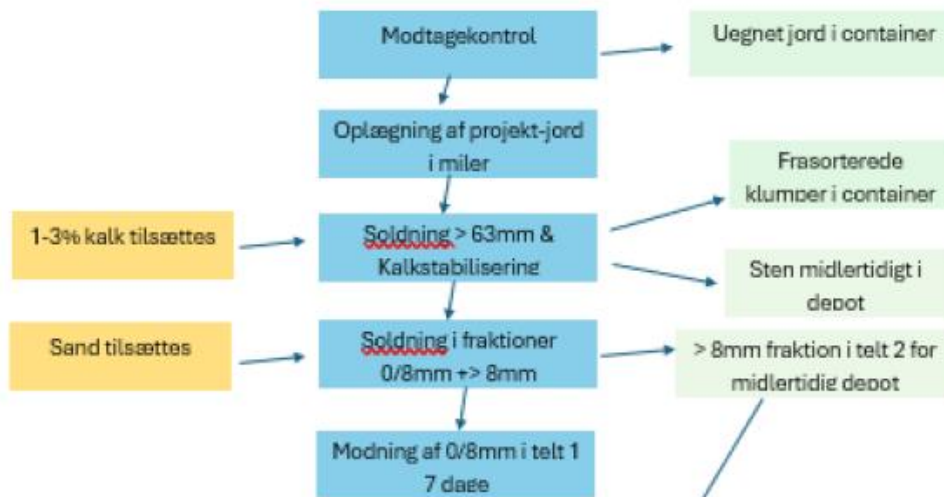 Modtagekontrol
Uegnet jord i container
Oplægning af projekt-jord
i miler
Frasorterede
klumper i container
1-3% kalk tilsættes
Soldning > 63mm &
Kalkstabilisering
Sten midlertidigt i
depot
Sand tilsættes
Soldning i fraktioner
0/8mm +> 8mm
> 8mm fraktion i telt 2 for
midlertidig depot
Modning af 0/8mm i telt 1
7 dage